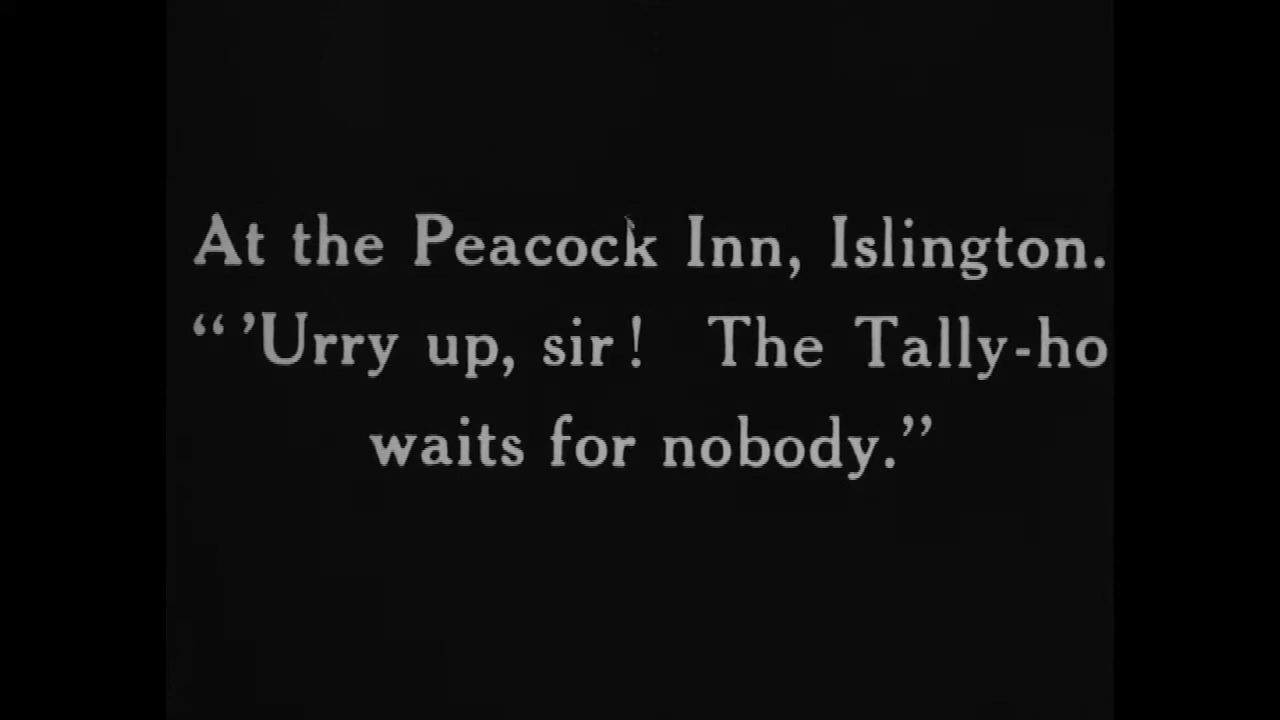 At the Peacock Inn, Islington.
“ ’Urry up, sir! The Tally-ho
waits for nobody.”